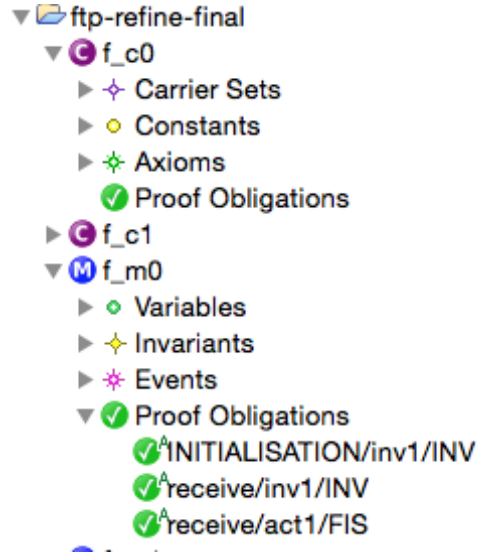 ftp-refine-final
C f_c0
Carrier Sets
Constants
Axioms
Proof Obligations
C f_c1
M f_m0
Variables
Invariants
Events
Proof Obligations
A INITIALISATION/inv1/INV
A receive/inv1/INV
A receive/act1/FIS